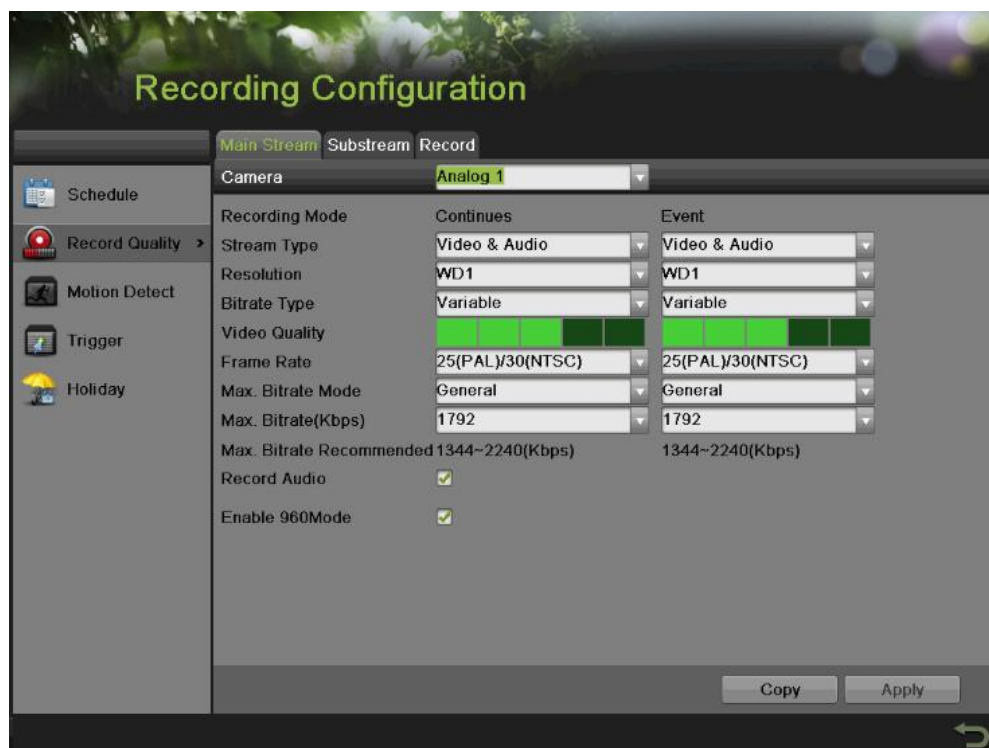 Recording Configuration
Main Stream Substream Record
Camera Analog 1
Schedule
Record Quality >
Motion Detect
Trigger
Holiday
Recording Mode Continues Event
Stream Type Video & Audio Video & Audio
Resolution WD1 WD1
Bitrate Type Variable Variable
Video Quality
Frame Rate 25(PAL)/30(NTSC) 25(PAL)/30(NTSC)
Max. Bitrate Mode General General
Max. Bitrate(Kbps) 1792 1792
Max. Bitrate Recommended 1344~2240(Kbps) 1344~2240(Kbps)
Record Audio
Enable 960Mode
Copy Apply